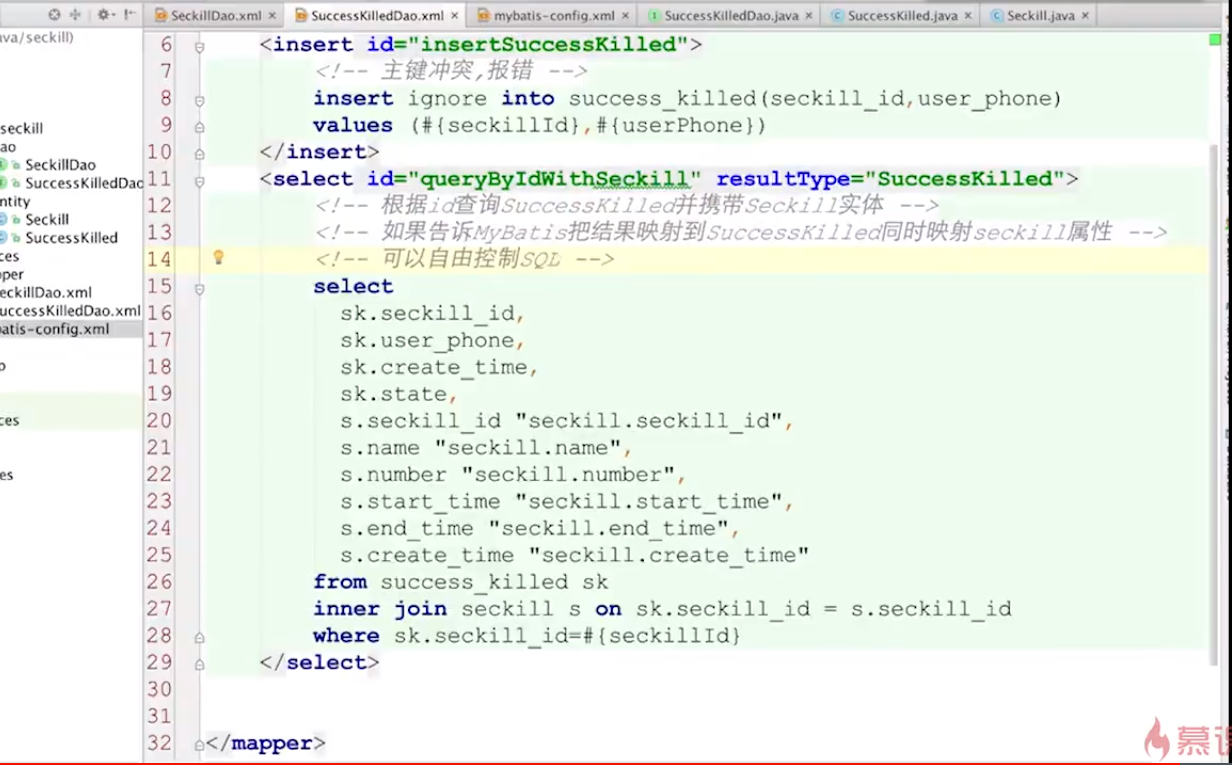 SeckillDao.xml × SuccessKilledDao.xml × mybatis-config.xml × SuccessKilledDao.java × SuccessKilled.java × Seckill.java ×
va/seckill)
seckill
ao
SeckillDao
SuccessKilledDao
ntity
Seckill
SuccessKilled
ces
pper
eckillDao.xml
uccessKilledDao.xml
batis-config.xml
p
ces
es
6 <insert id="insertSuccessKilled">
7 <!-- 主键冲突,报错 -->
8 insert ignore into success_killed(seckill_id,user_phone)
9 values (#{seckillId},#{userPhone})
10 </insert>
11 <select id="queryByIdWithSeckill" resultType="SuccessKilled">
12 <!-- 根据id查询SuccessKilled并携带Seckill实体 -->
13 <!-- 如果告诉MyBatis把结果映射到SuccessKilled同时映射seckill属性 -->
14 <!-- 可以自由控制SQL -->
15 select
16 sk.seckill_id,
17 sk.user_phone,
18 sk.create_time,
19 sk.state,
20 s.seckill_id "seckill.seckill_id",
21 s.name "seckill.name",
22 s.number "seckill.number",
23 s.start_time "seckill.start_time",
24 s.end_time "seckill.end_time",
25 s.create_time "seckill.create_time"
26 from success_killed sk
27 inner join seckill s on sk.seckill_id = s.seckill_id
28 where sk.seckill_id=#{seckillId}
29 </select>
30
31
32 </mapper>
慕